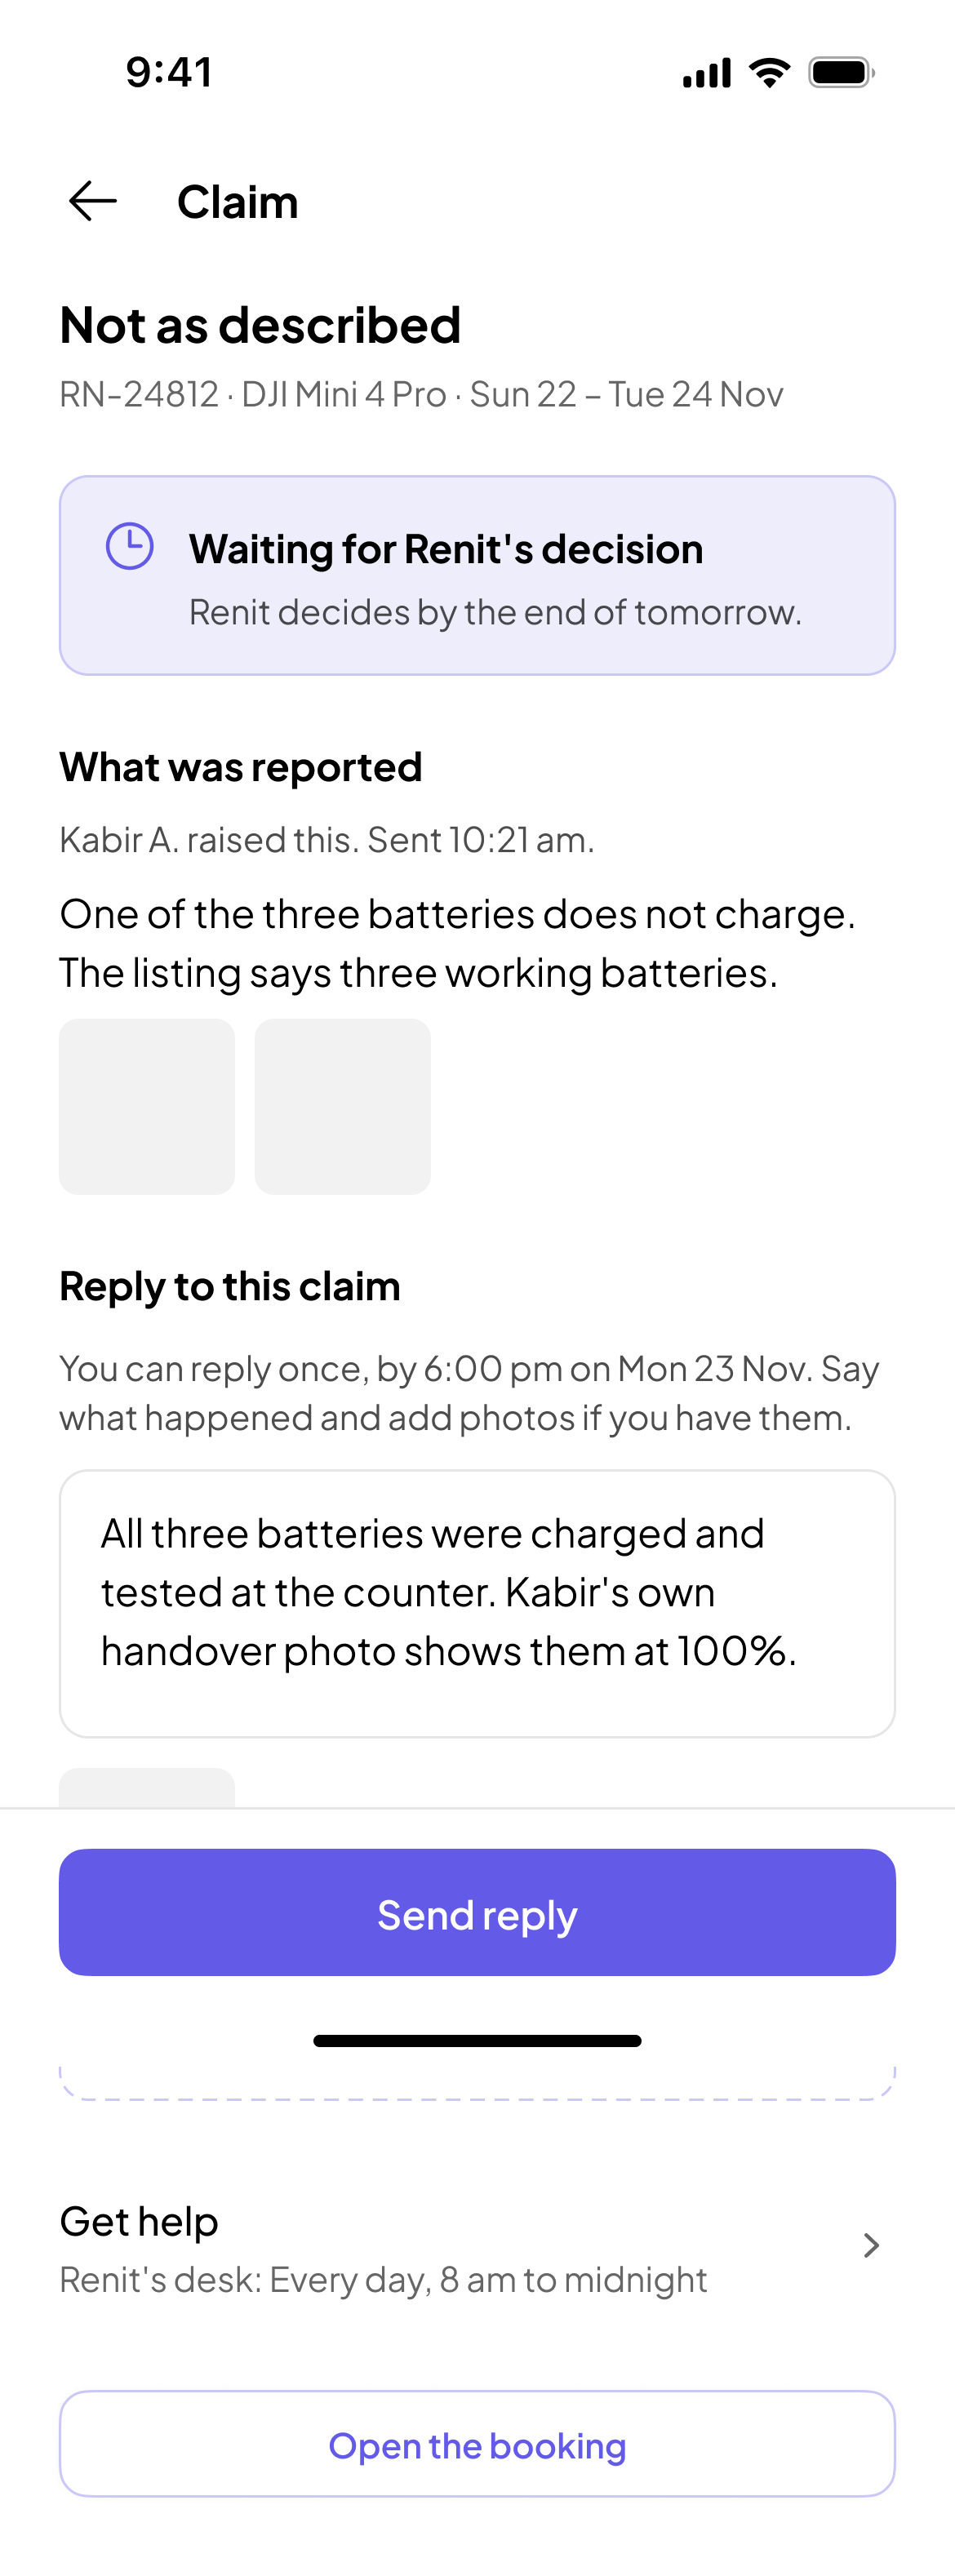 9:41
Claim
Not as described
RN-24812 · DJI Mini 4 Pro · Sun 22 – Tue 24 Nov
Waiting for Renit's decision
Renit decides by the end of tomorrow.
What was reported
Kabir A. raised this. Sent 10:21 am.
One of the three batteries does not charge.
The listing says three working batteries.
Reply to this claim
You can reply once, by 6:00 pm on Mon 23 Nov. Say
what happened and add photos if you have them.
All three batteries were charged and
tested at the counter. Kabir's own
handover photo shows them at 100%.
Send reply
Get help
Renit's desk: Every day, 8 am to midnight
Open the booking